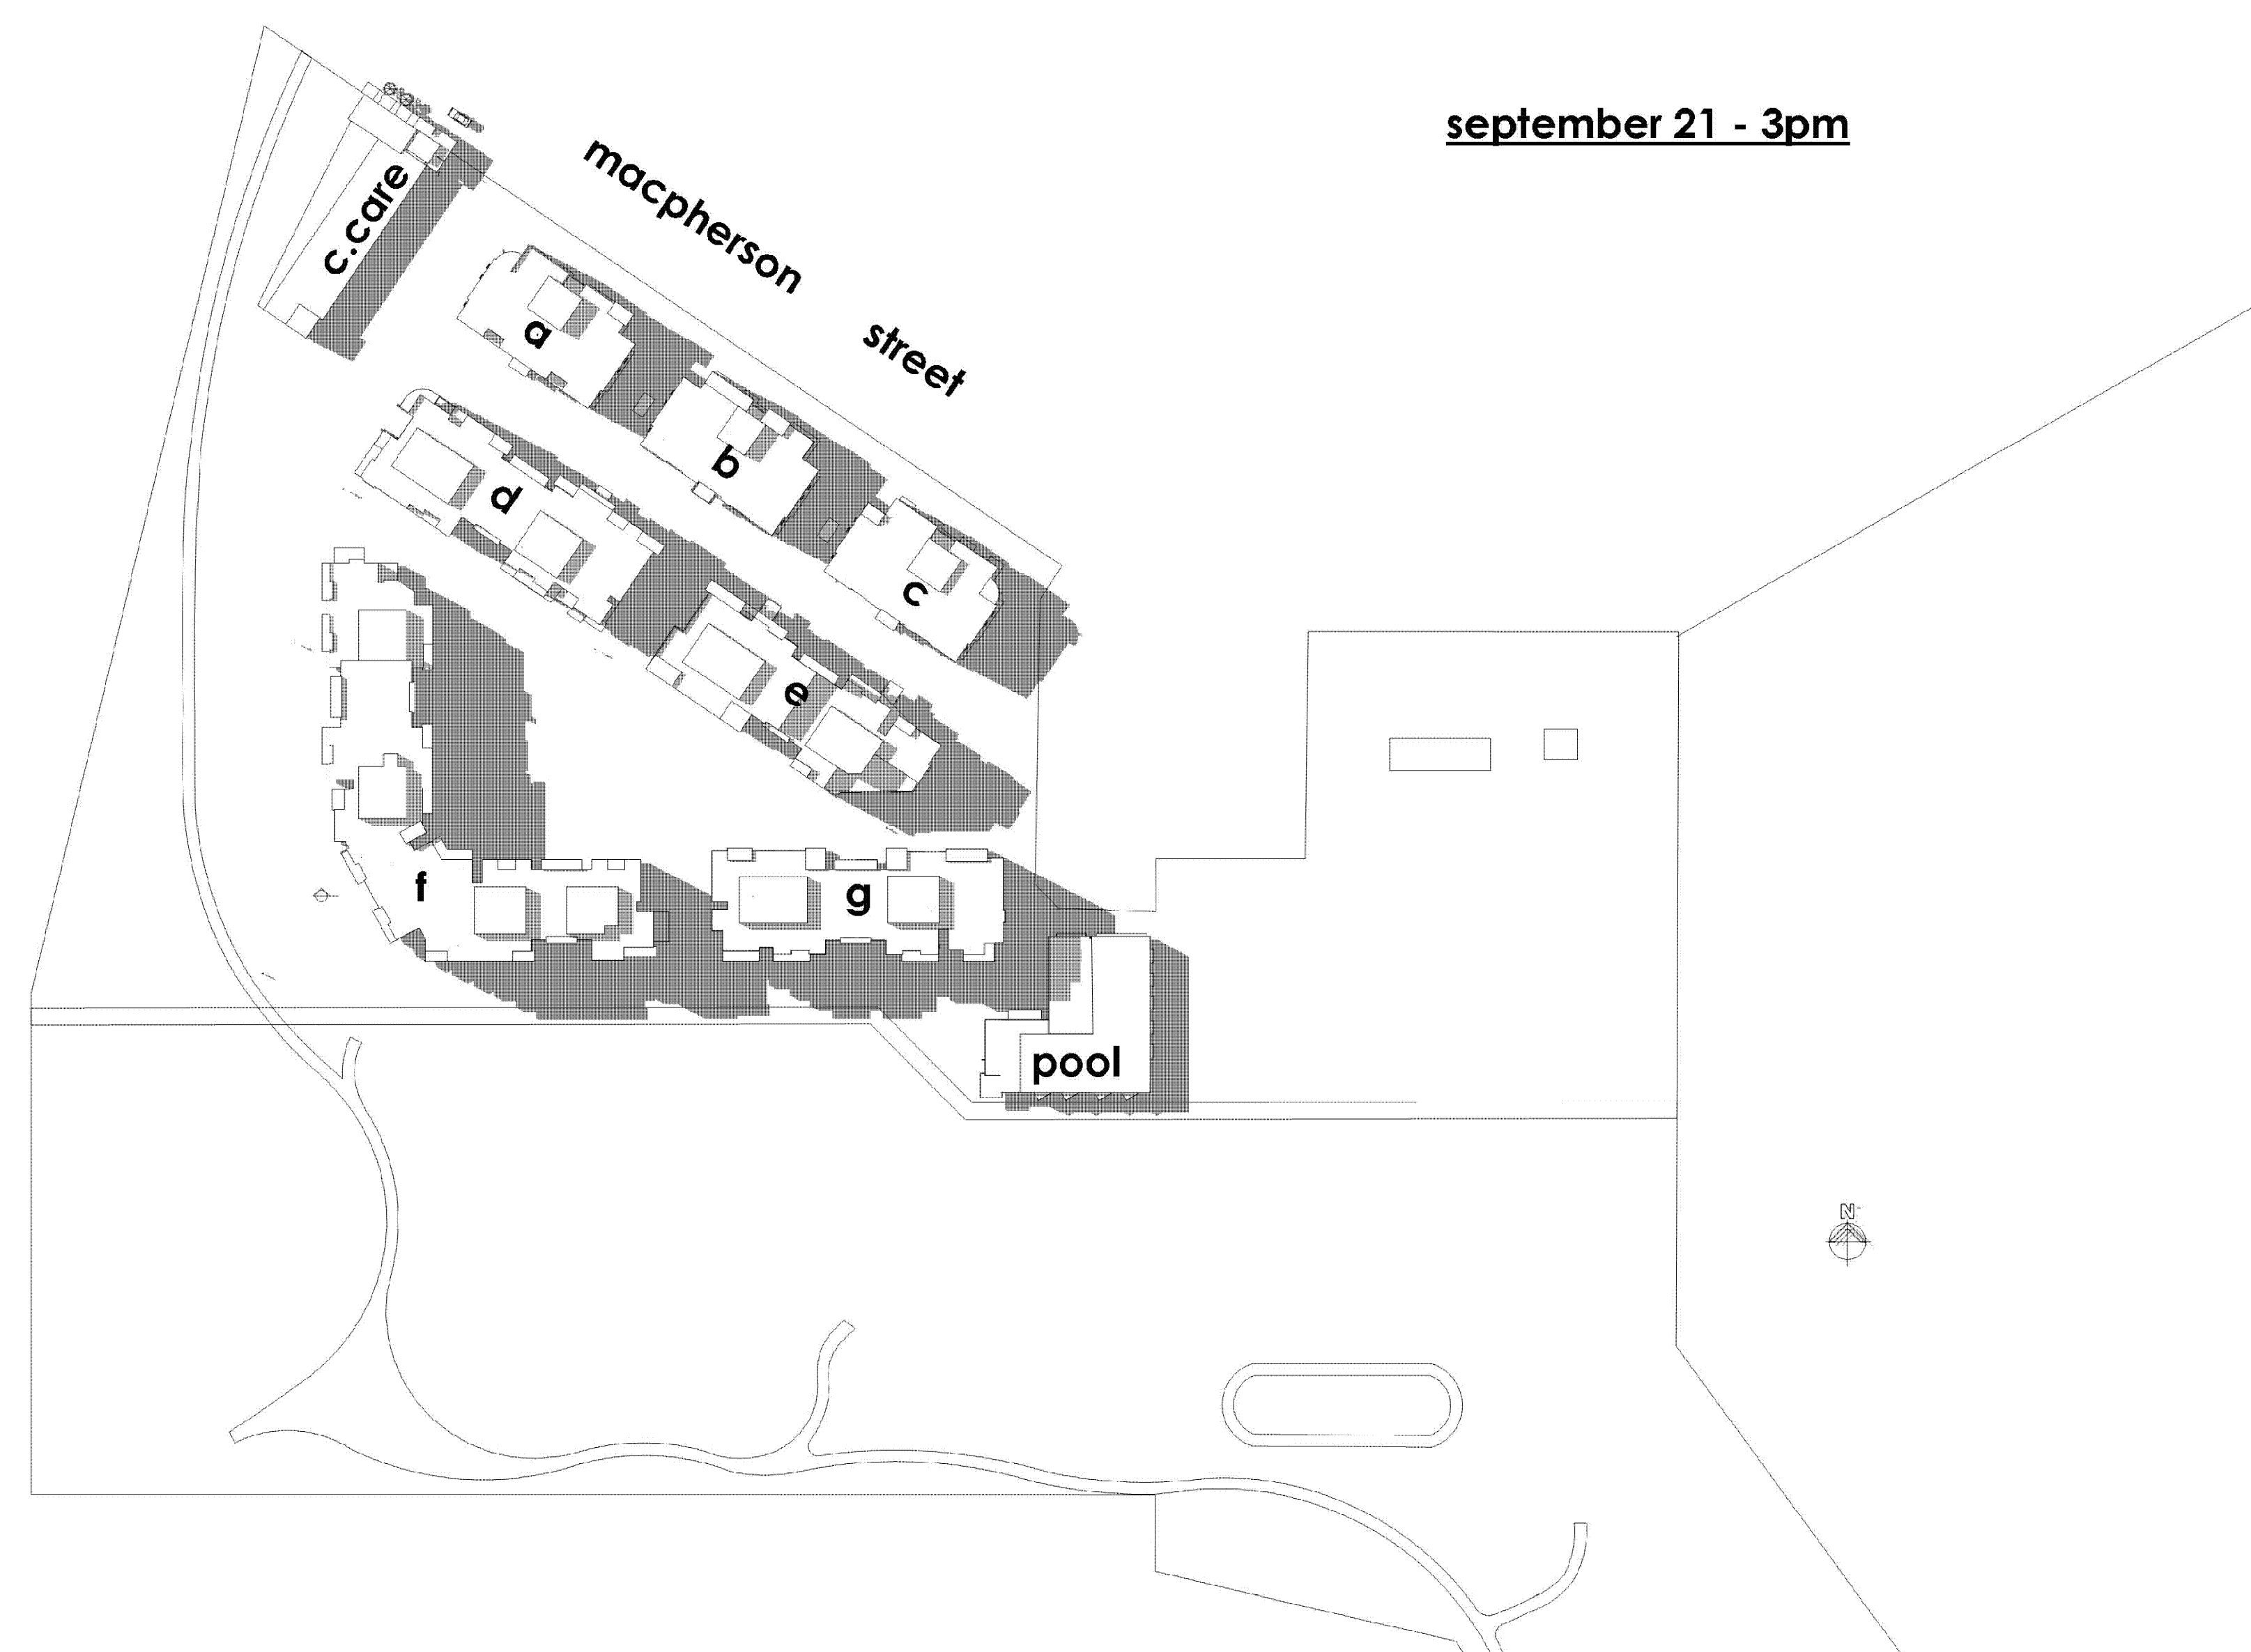 september 21 - 3pm
macpherson
street
c.care
a
b
d
c
e
f
g
pool
N